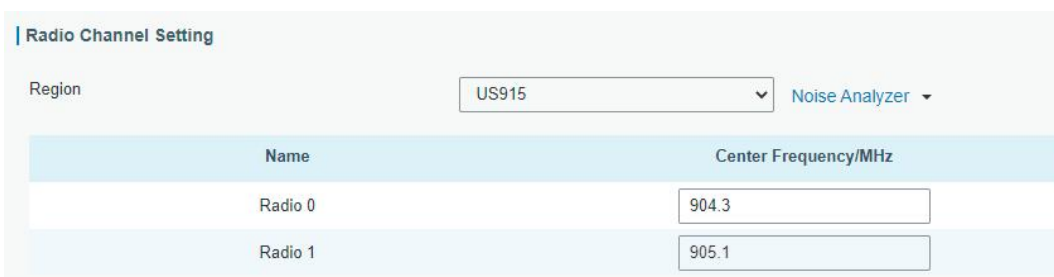 Radio Channel Setting
Region US915 Noise Analyzer
Name Center Frequency/MHz
Radio 0 904.3
Radio 1 905.1